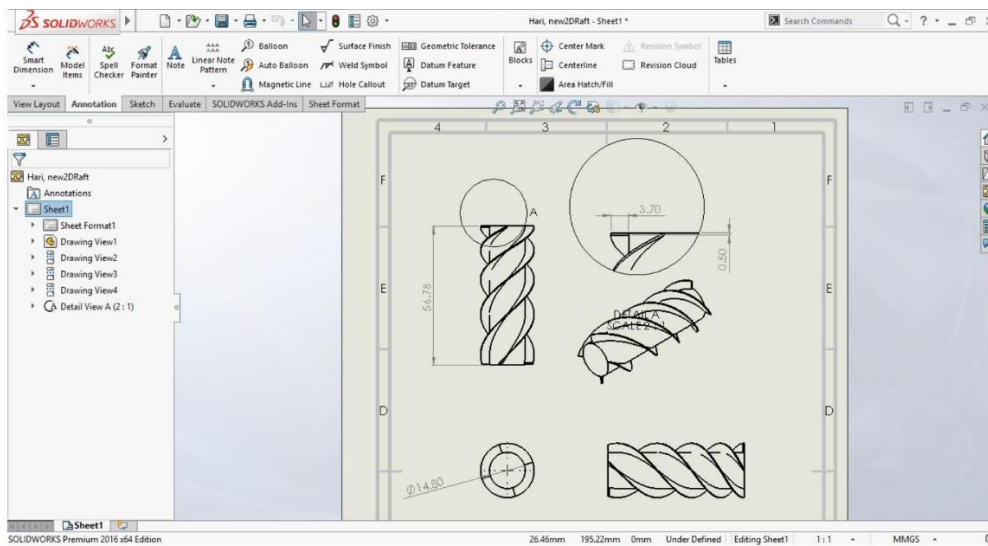 SOLIDWORKS
Hari, new2DRaft - Sheet1 *
Search Commands
Smart Dimension
Model Items
Spell Checker
Format Painter
Note
Linear Note Pattern
Balloon
Auto Balloon
Magnetic Line
Surface Finish
Weld Symbol
Hole Callout
Geometric Tolerance
Datum Feature
Datum Target
Blocks
Center Mark
Centerline
Area Hatch/Fill
Revision Symbol
Revision Cloud
Tables
View Layout Annotation Sketch Evaluate SOLIDWORKS Add-Ins Sheet Format
Hari, new2DRaft
Annotations
Sheet1
Sheet Format1
Drawing View1
Drawing View2
Drawing View3
Drawing View4
Detail View A (2 : 1)
4 3 2 1
F F
A
3.70
0.50
56.78
E E
DETAIL A
SCALE 2 : 1
D D
Ø14.80
Sheet1
SOLIDWORKS Premium 2016 x64 Edition
26.46mm 195.22mm 0mm Under Defined Editing Sheet1 1 : 1 MMGS